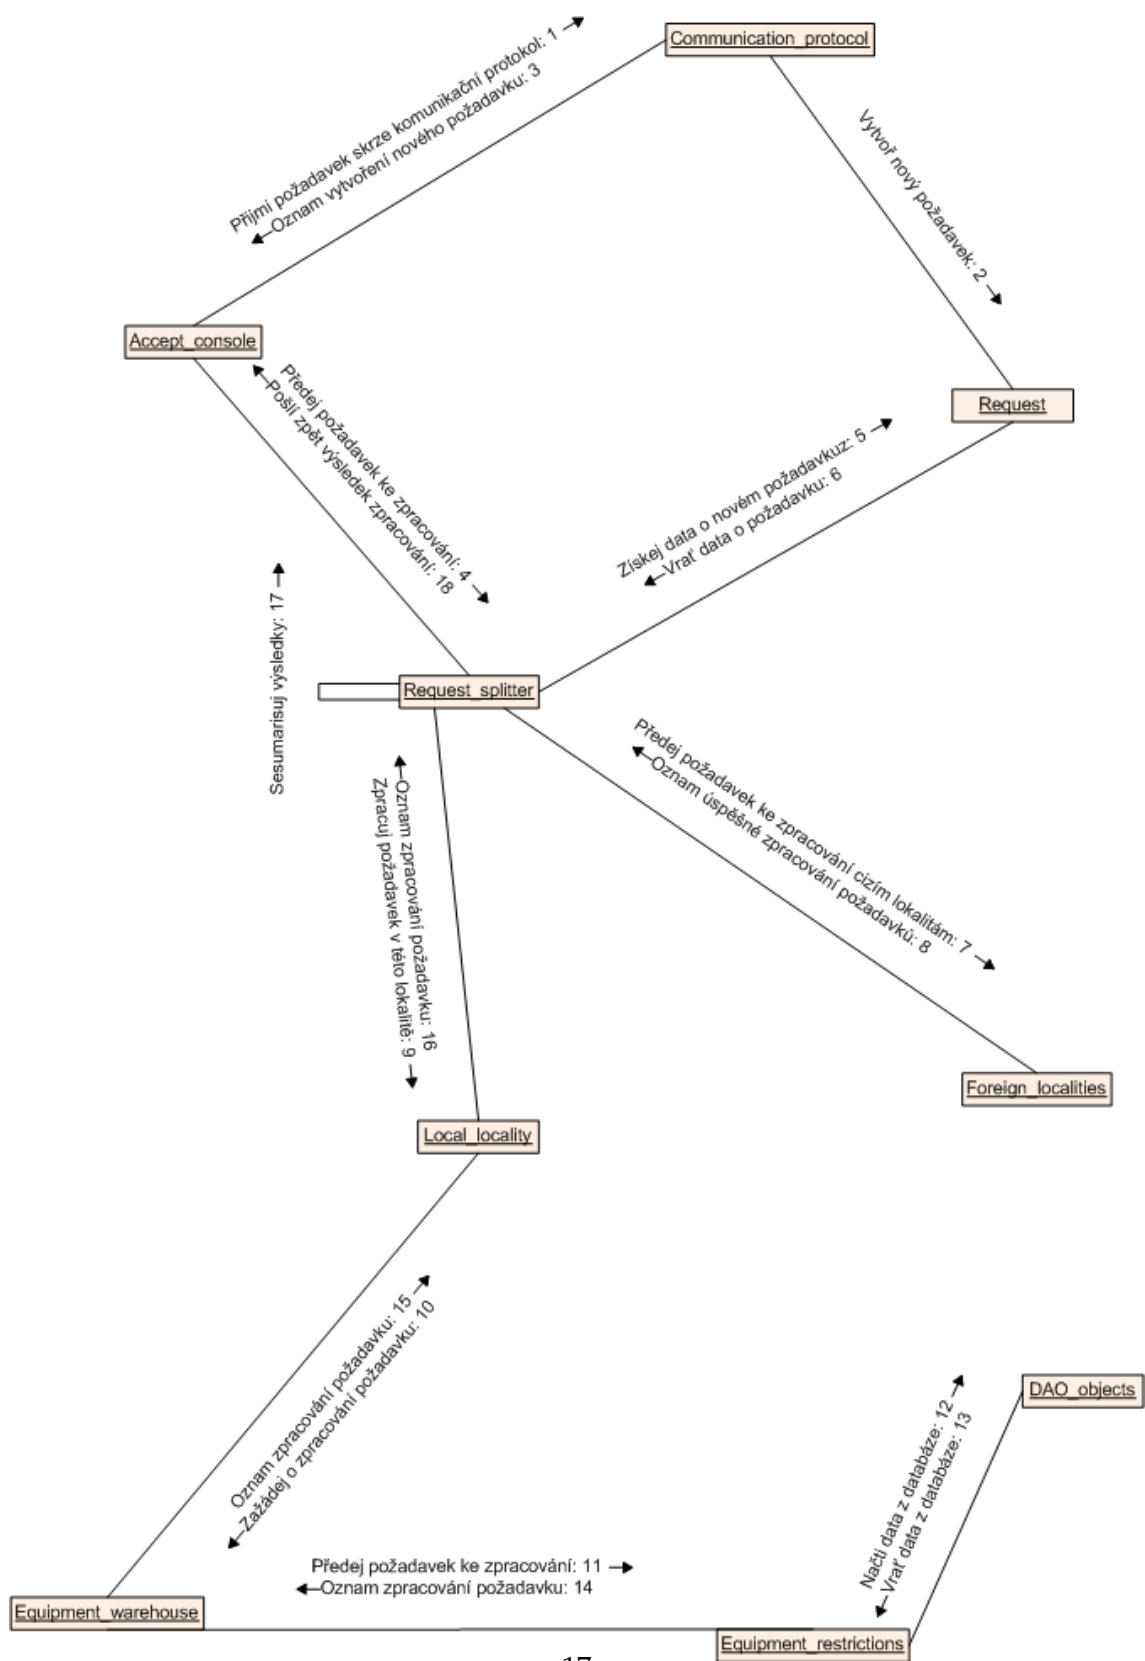 Communication_protocol
Přijmi požadavek skrze komunikační protokol: 1
Oznam vytvoření nového požadavku: 3
Vytvoř nový požadavek: 2
Accept_console
Request
Předej požadavek ke zpracování: 4
Pošli zpět výsledek zpracování: 18
Získej data o novém požadavkuz: 5
Vrať data o požadavku: 6
Sesumarisuj výsledky: 17
Request_splitter
Předej požadavek ke zpracování cizím lokalitám: 7
Oznam úspěšné zpracování požadavků: 8
Oznam zpracování požadavku: 16
Zpracuj požadavek v této lokalitě: 9
Foreign_localities
Local_locality
Oznam zpracování požadavku: 15
Zažádej o zpracování požadavku: 10
DAO_objects
Načti data z databáze: 12
Vrať data z databáze: 13
Předej požadavek ke zpracování: 11
Oznam zpracování požadavku: 14
Equipment_warehouse
Equipment_restrictions
17